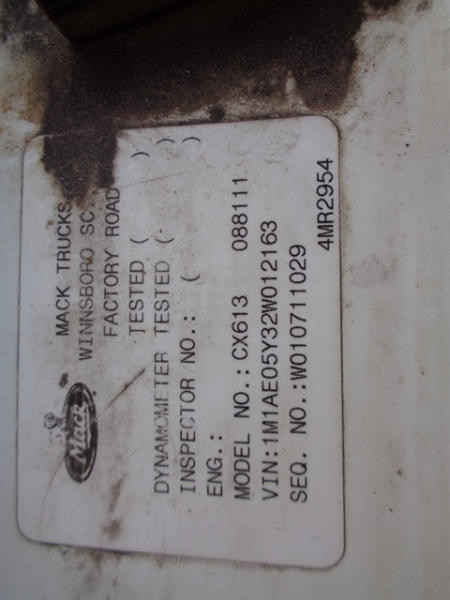 Mack
MACK TRUCKS
WINNSBORO SC.
FACTORY ROAD
TESTED ( )
DYNAMOMETER TESTED ( )
INSPECTOR NO.: ( )
ENG.:
MODEL NO.: CX613 088111
VIN:1M1AE05Y32W012163
SEQ. NO.:W010711029
4MR2954